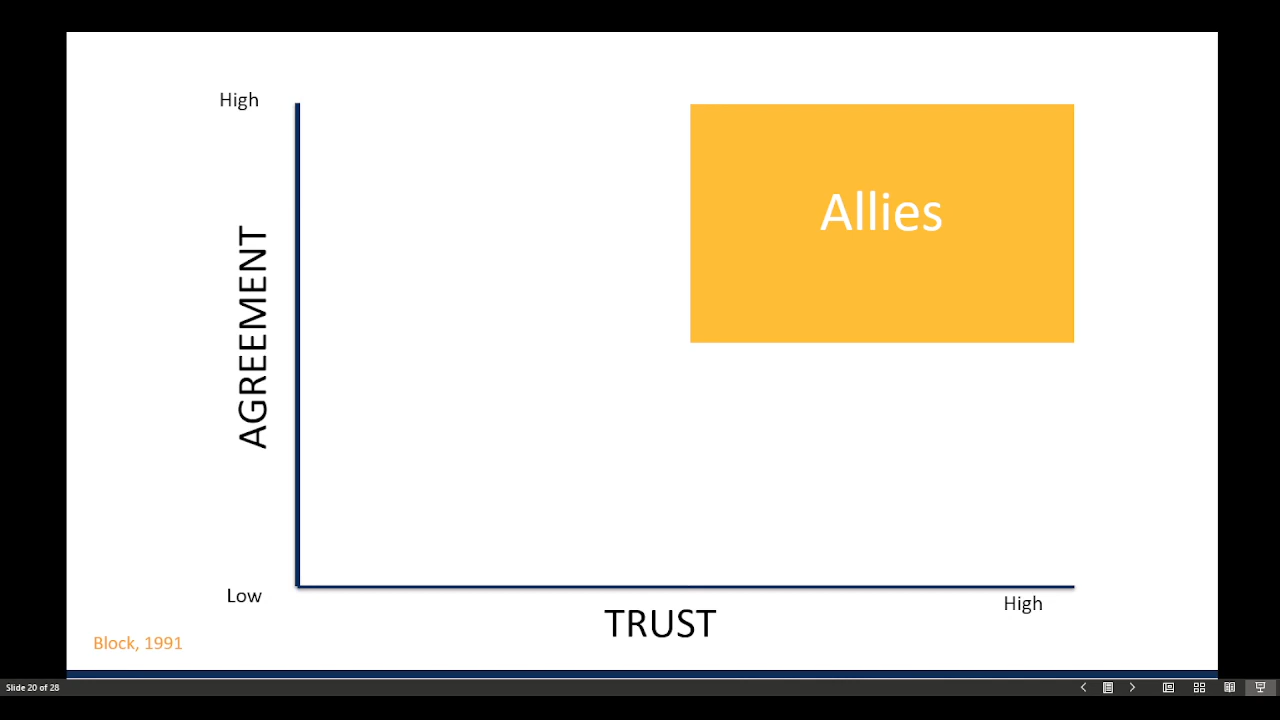 High
Allies
AGREEMENT
Low
High
TRUST
Block, 1991
Slide 20 of 28